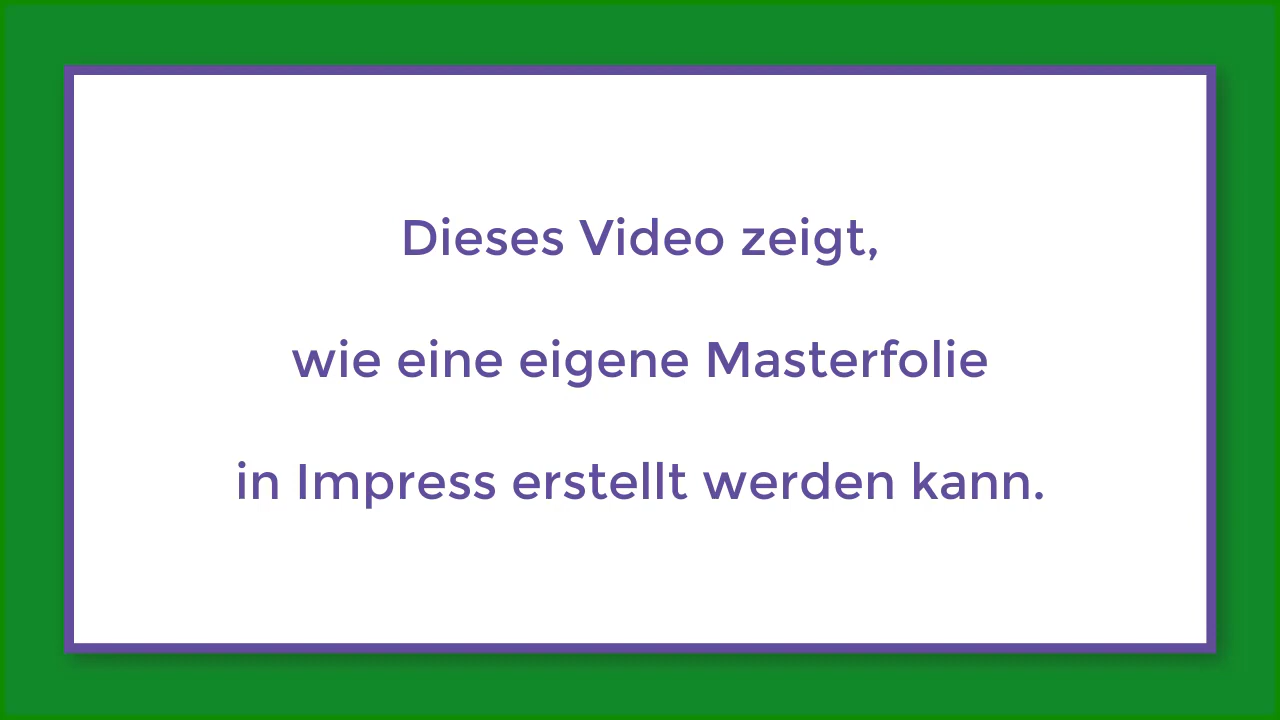 Dieses Video zeigt,
wie eine eigene Masterfolie
in Impress erstellt werden kann.